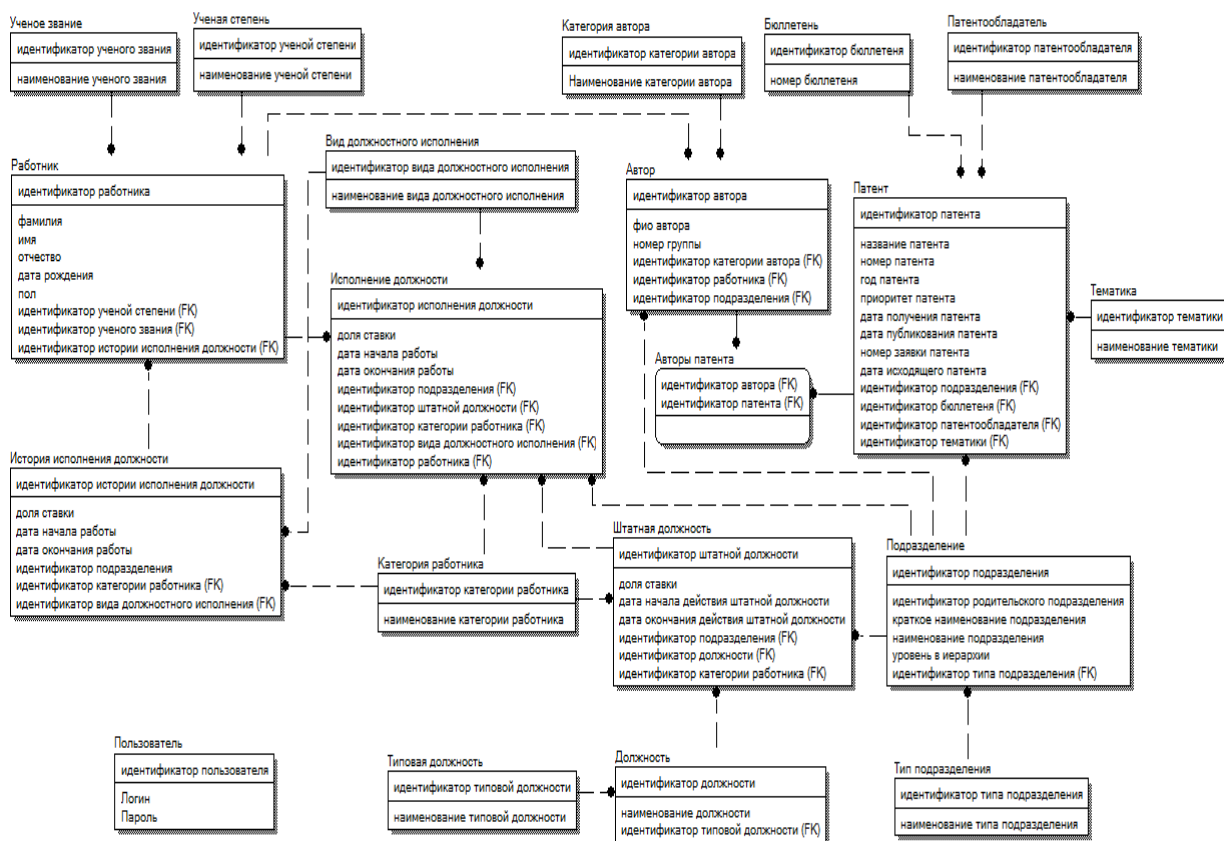 Ученое звание
идентификатор ученого звания
наименование ученого звания
Ученая степень
идентификатор ученой степени
наименование ученой степени
Категория автора
идентификатор категории автора
Наименование категории автора
Бюллетень
идентификатор бюллетеня
номер бюллетеня
Патентообладатель
идентификатор патентообладателя
наименование патентообладателя
Вид должностного исполнения
идентификатор вида должностного исполнения
наименование вида должностного исполнения
Работник
идентификатор работника
фамилия
имя
отчество
дата рождения
пол
идентификатор ученой степени (FK)
идентификатор ученого звания (FK)
идентификатор истории исполнения должности (FK)
Автор
идентификатор автора
фио автора
номер группы
идентификатор категории автора (FK)
идентификатор работника (FK)
идентификатор подразделения (FK)
Патент
идентификатор патента
название патента
номер патента
год патента
приоритет патента
дата получения патента
дата публикования патента
номер заявки патента
дата исходящего патента
идентификатор подразделения (FK)
идентификатор бюллетеня (FK)
идентификатор патентообладателя (FK)
идентификатор тематики (FK)
Тематика
идентификатор тематики
наименование тематики
Исполнение должности
идентификатор исполнения должности
доля ставки
дата начала работы
дата окончания работы
идентификатор подразделения (FK)
идентификатор штатной должности (FK)
идентификатор категории работника (FK)
идентификатор вида должностного исполнения (FK)
идентификатор работника (FK)
Авторы патента
идентификатор автора (FK)
идентификатор патента (FK)
История исполнения должности
идентификатор истории исполнения должности
доля ставки
дата начала работы
дата окончания работы
идентификатор подразделения
идентификатор категории работника (FK)
идентификатор вида должностного исполнения (FK)
Категория работника
идентификатор категории работника
наименование категории работника
Штатная должность
идентификатор штатной должности
доля ставки
дата начала действия штатной должности
дата окончания действия штатной должности
идентификатор подразделения (FK)
идентификатор должности (FK)
идентификатор категории работника (FK)
Подразделение
идентификатор подразделения
идентификатор родительского подразделения
краткое наименование подразделения
наименование подразделения
уровень в иерархии
идентификатор типа подразделения (FK)
Пользователь
идентификатор пользователя
Логин
Пароль
Типовая должность
идентификатор типовой должности
наименование типовой должности
Должность
идентификатор должности
наименование должности
идентификатор типовой должности (FK)
Тип подразделения
идентификатор типа подразделения
наименование типа подразделения